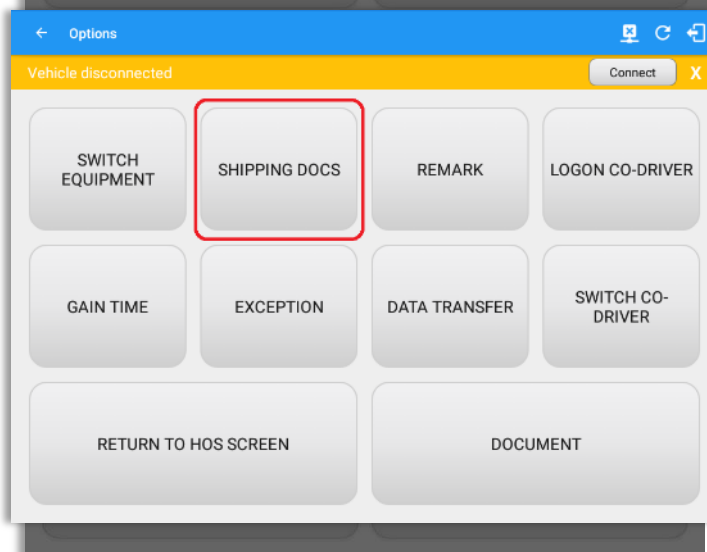 Options
Vehicle disconnected
Connect
X
SWITCH
EQUIPMENT
SHIPPING DOCS
REMARK
LOGON CO-DRIVER
GAIN TIME
EXCEPTION
DATA TRANSFER
SWITCH CO-
DRIVER
RETURN TO HOS SCREEN
DOCUMENT